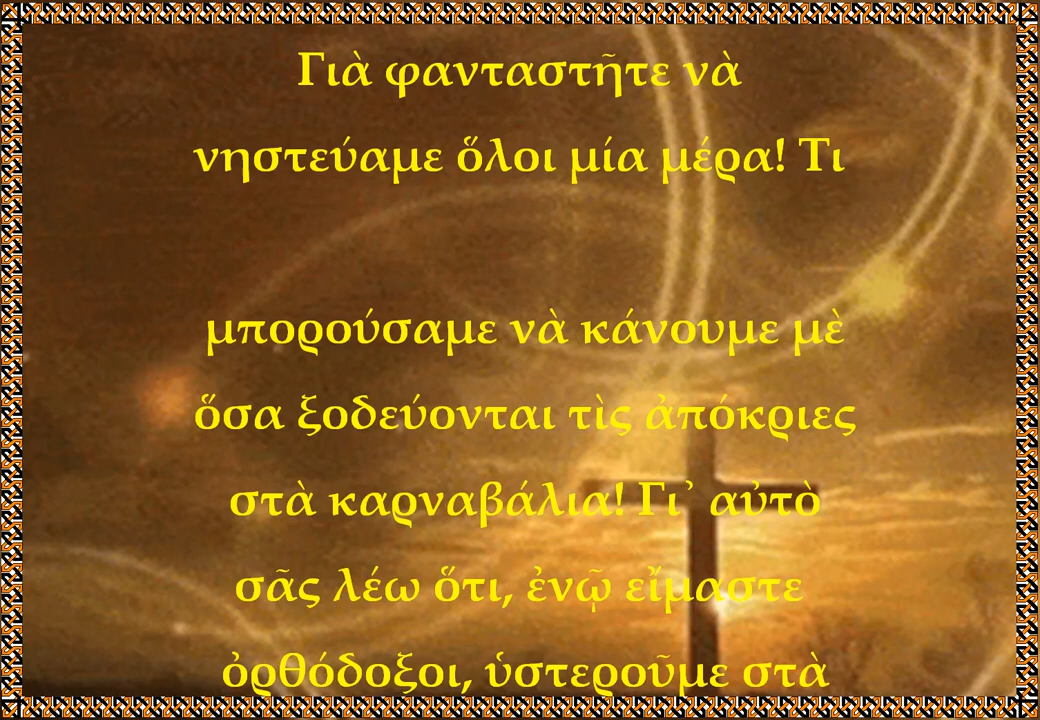 Γιὰ φανταστῆτε νὰ
νηστεύαμε ὅλοι μία μέρα! Τι
μπορούσαμε νὰ κάνουμε μὲ
ὅσα ξοδεύονται τὶς ἀπόκριες
στὰ καρναβάλια! Γι᾿ αὐτὸ
σᾶς λέω ὅτι, ἐνῷ εἴμαστε
ὀρθόδοξοι, ὑστεροῦμε στὰ